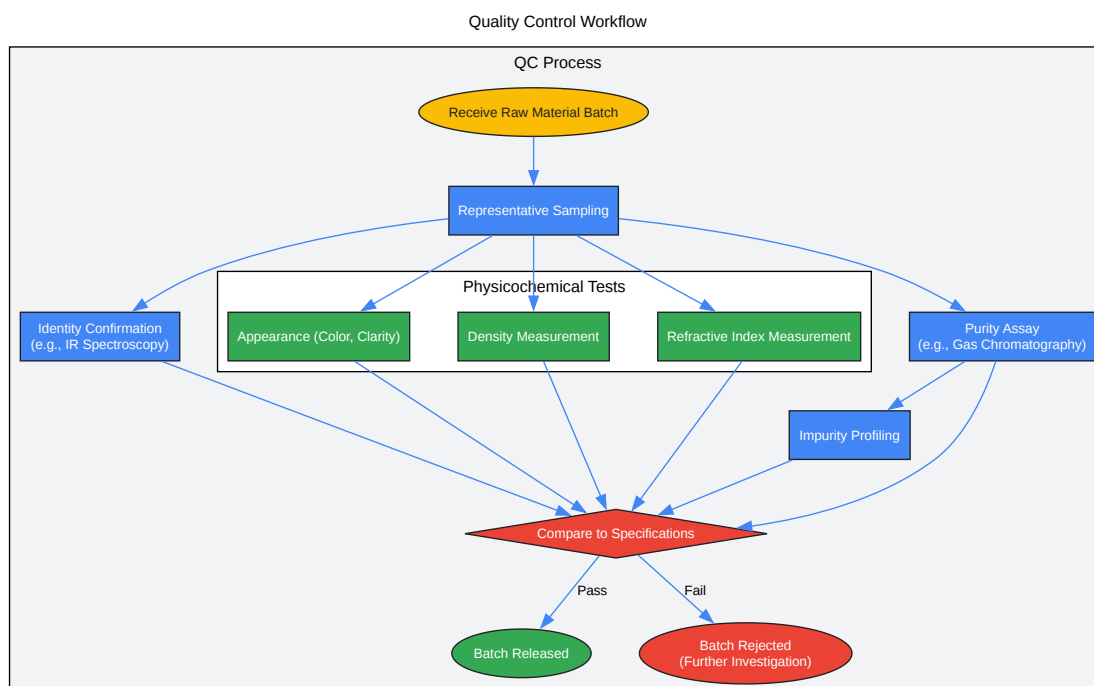 Quality Control Workflow
QC Process
Receive Raw Material Batch
Representative Sampling
Physicochemical Tests
Identity Confirmation
(e.g., IR Spectroscopy)
Appearance (Color, Clarity)
Density Measurement
Refractive Index Measurement
Purity Assay
(e.g., Gas Chromatography)
Impurity Profiling
Compare to Specifications
Pass
Fail
Batch Released
Batch Rejected
(Further Investigation)